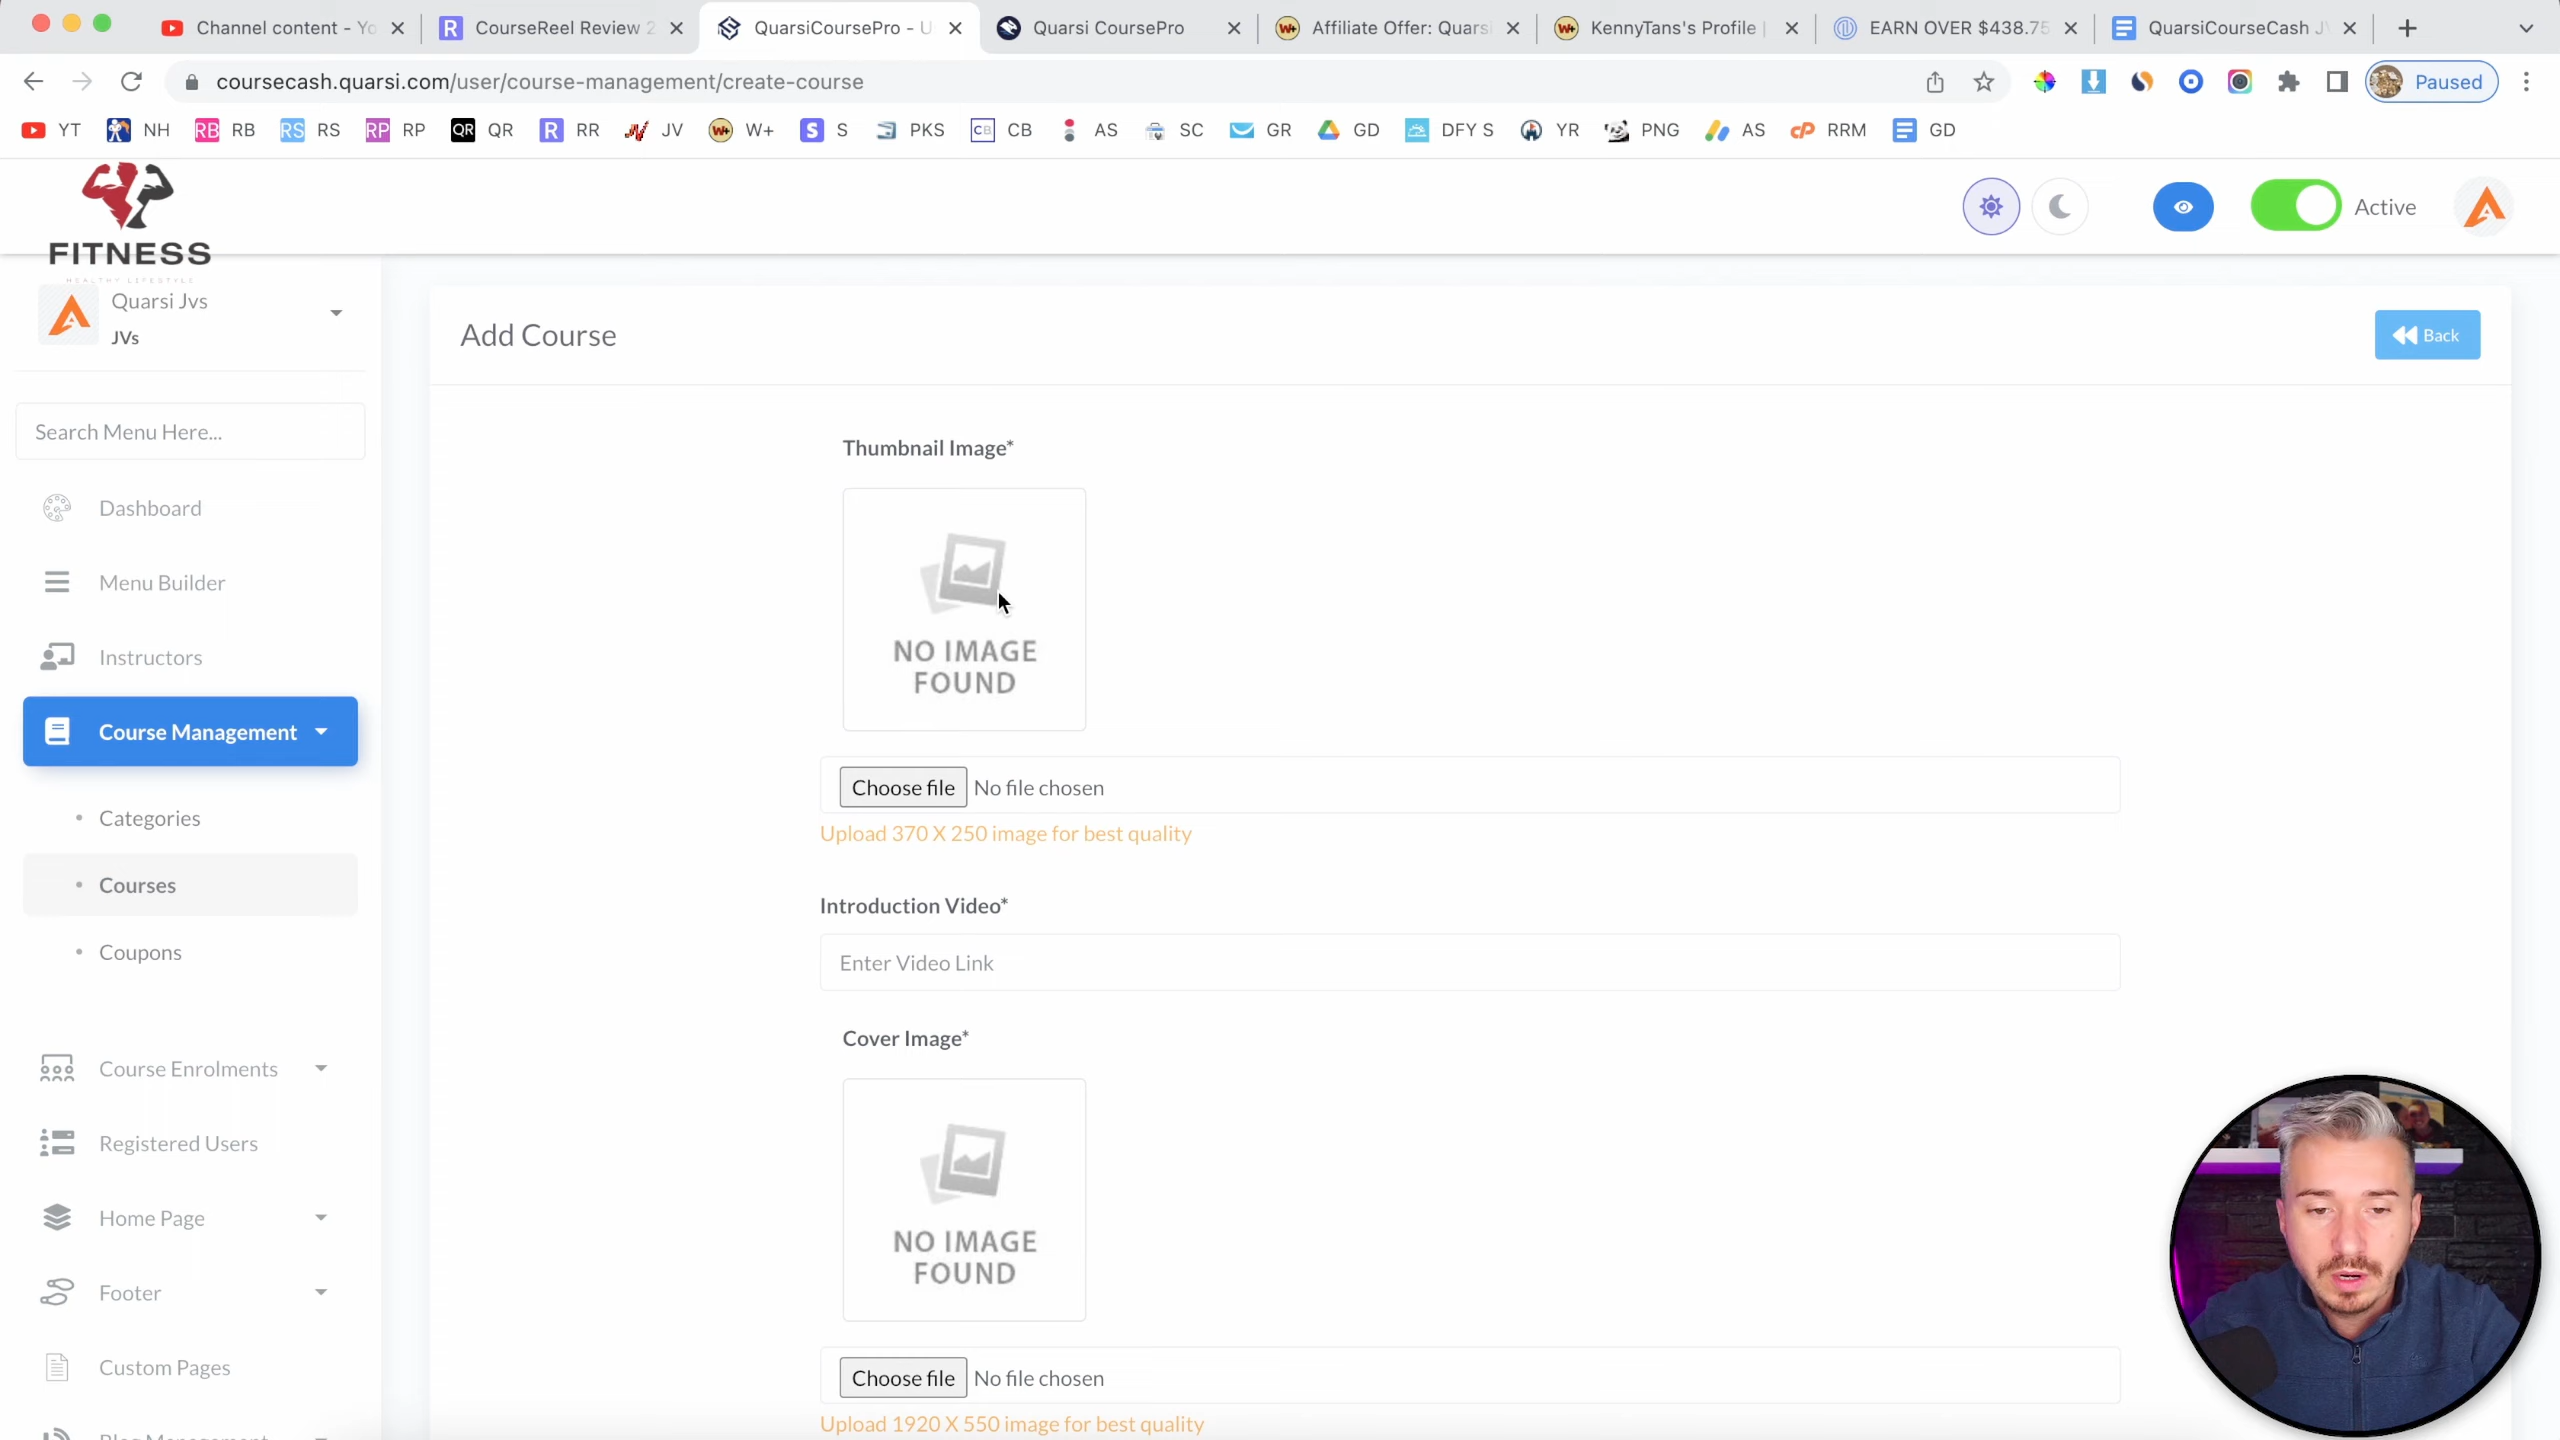 Channel content - Yo
CourseReel Review 2
QuarsiCoursePro - U
Quarsi CoursePro
Affiliate Offer: Quarsi
KennyTans's Profile |
EARN OVER $438.75
QuarsiCourseCash JV
coursecash.quarsi.com/user/course-management/create-course
Paused
YT
NH
RB RB
RS RS
RP RP
QR QR
R RR
JV
W+ W+
S S
PKS
CB CB
AS
SC
GR
GD
DFY S
YR
PNG
AS
RRM
GD
FITNESS
HEALTHY LIFESTYLE
Active
Quarsi Jvs
JVs
Search Menu Here...
Dashboard
Menu Builder
Instructors
Course Management
Categories
Courses
Coupons
Course Enrolments
Registered Users
Home Page
Footer
Custom Pages
Blog Management
Add Course
Back
Thumbnail Image*
NO IMAGE
FOUND
Choose file No file chosen
Upload 370 X 250 image for best quality
Introduction Video*
Enter Video Link
Cover Image*
NO IMAGE
FOUND
Choose file No file chosen
Upload 1920 X 550 image for best quality